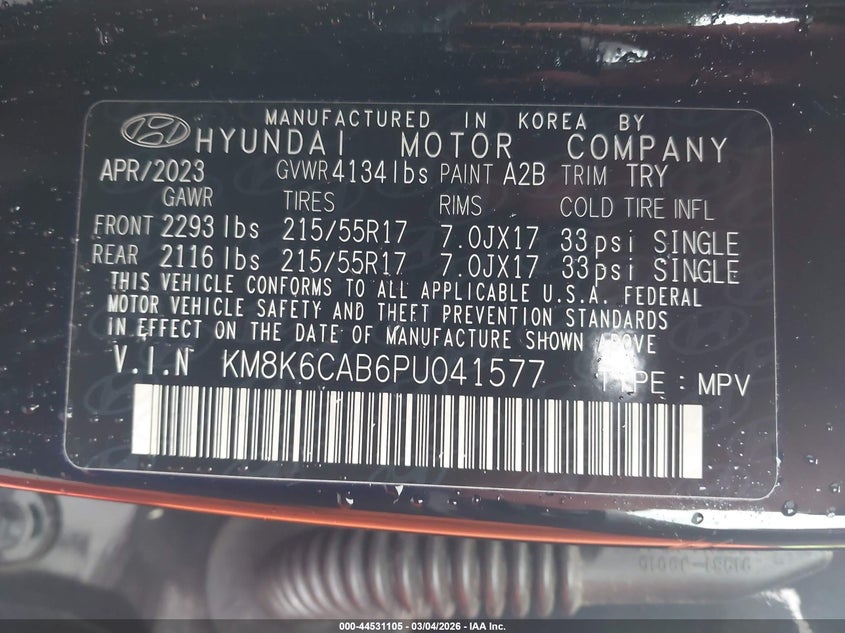 MANUFACTURED IN KOREA BY
HYUNDAI MOTOR COMPANY
APR/2023 GVWR 4134 lbs PAINT A2B TRIM TRY
GAWR TIRES RIMS COLD TIRE INFL
FRONT 2293 lbs 215/55R17 7.0JX17 33psi SINGLE
REAR 2116 lbs 215/55R17 7.0JX17 33psi SINGLE
THIS VEHICLE CONFORMS TO ALL APPLICABLE U.S.A. FEDERAL
MOTOR VEHICLE SAFETY AND THEFT PREVENTION STANDARDS
IN EFFECT ON THE DATE OF MANUFACTURE SHOWN ABOVE
V.I.N KM8K6CAB6PU041577 TYPE : MPV
000-44531105 - 03/04/2026 - IAA Inc.